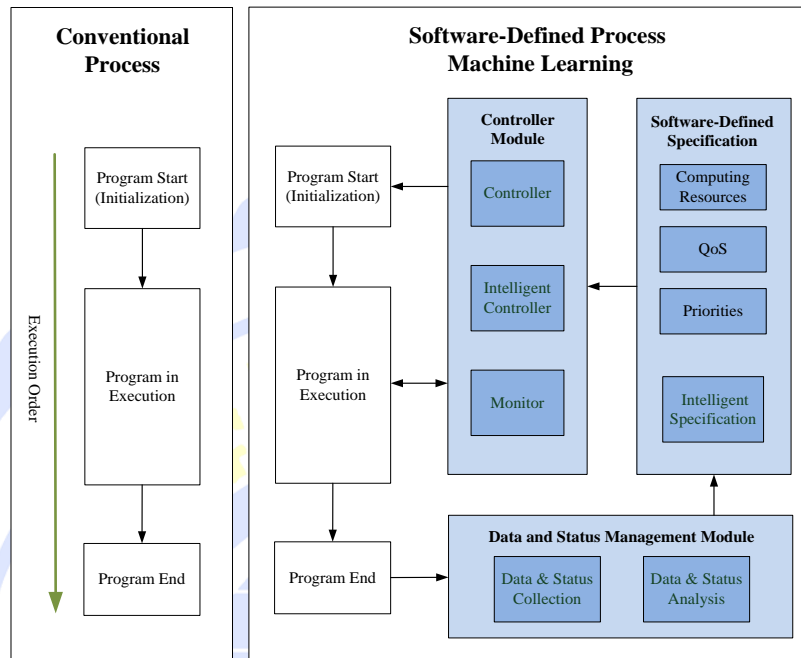 Conventional
Process
Execution Order
Program Start
(Initialization)
Program in
Execution
Program End
Software-Defined Process
Machine Learning
Program Start
(Initialization)
Program in
Execution
Program End
Controller
Module
Controller
Intelligent
Controller
Monitor
Software-Defined
Specification
Computing
Resources
QoS
Priorities
Intelligent
Specification
Data and Status Management Module
Data & Status
Collection
Data & Status
Analysis